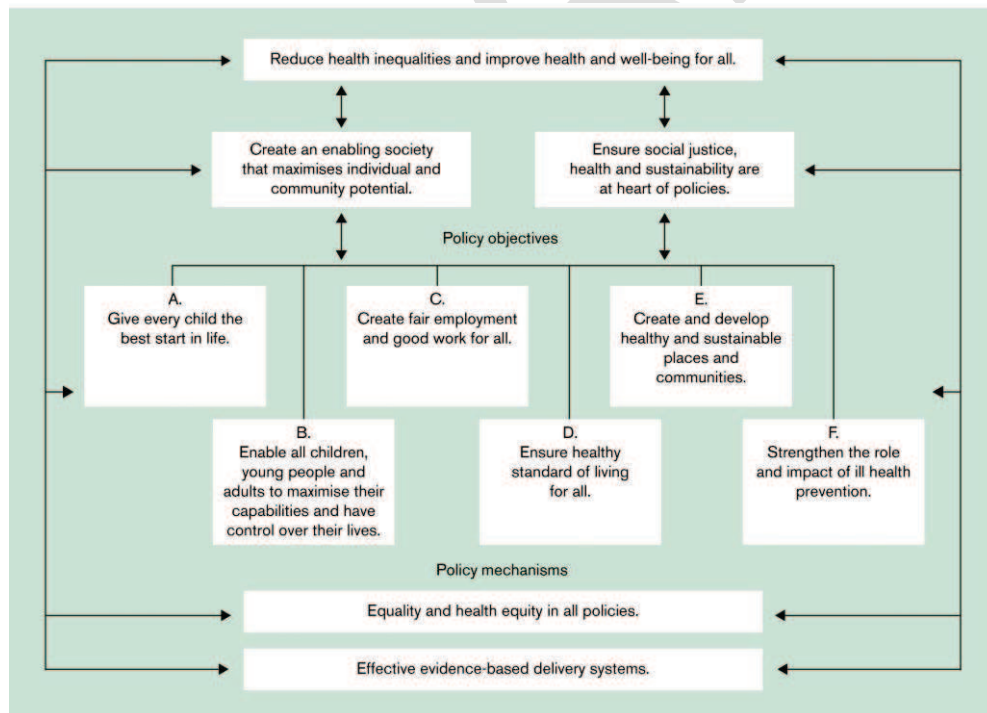 Reduce health inequalities and improve health and well-being for all.
Create an enabling society
that maximises individual and
community potential.
Ensure social justice,
health and sustainability are
at heart of policies.
Policy objectives
A.
Give every child the
best start in life.
B.
Enable all children,
young people and
adults to maximise their
capabilities and have
control over their lives.
C.
Create fair employment
and good work for all.
D.
Ensure healthy
standard of living
for all.
E.
Create and develop
healthy and sustainable
places and
communities.
F.
Strengthen the role
and impact of ill health
prevention.
Policy mechanisms
Equality and health equity in all policies.
Effective evidence-based delivery systems.